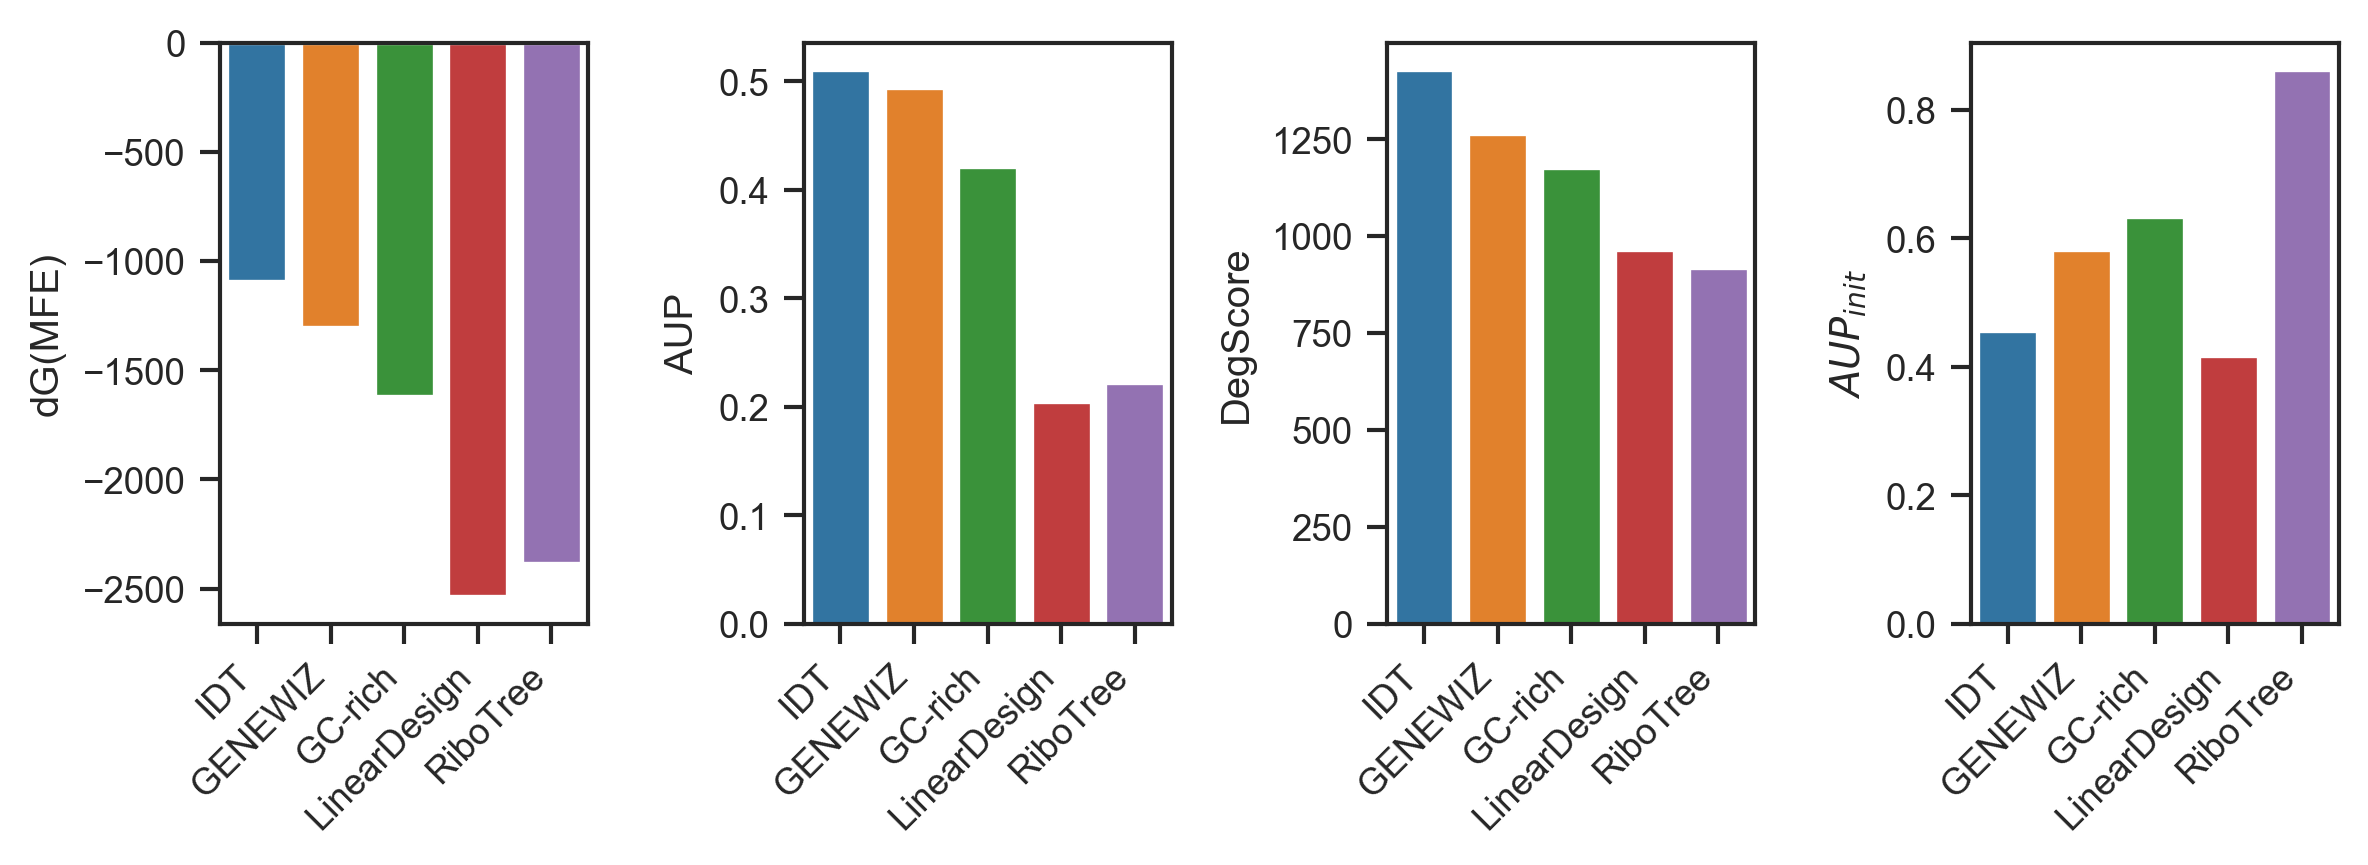 dG(MFE)
0
−500
−1000
−1500
−2000
−2500
IDT
GENEWIZ
GC-rich
LinearDesign
RiboTree
AUP
0.5
0.4
0.3
0.2
0.1
0.0
IDT
GENEWIZ
GC-rich
LinearDesign
RiboTree
DegScore
1250
1000
750
500
250
0
IDT
GENEWIZ
GC-rich
LinearDesign
RiboTree
AUP_init
0.8
0.6
0.4
0.2
0.0
IDT
GENEWIZ
GC-rich
LinearDesign
RiboTree